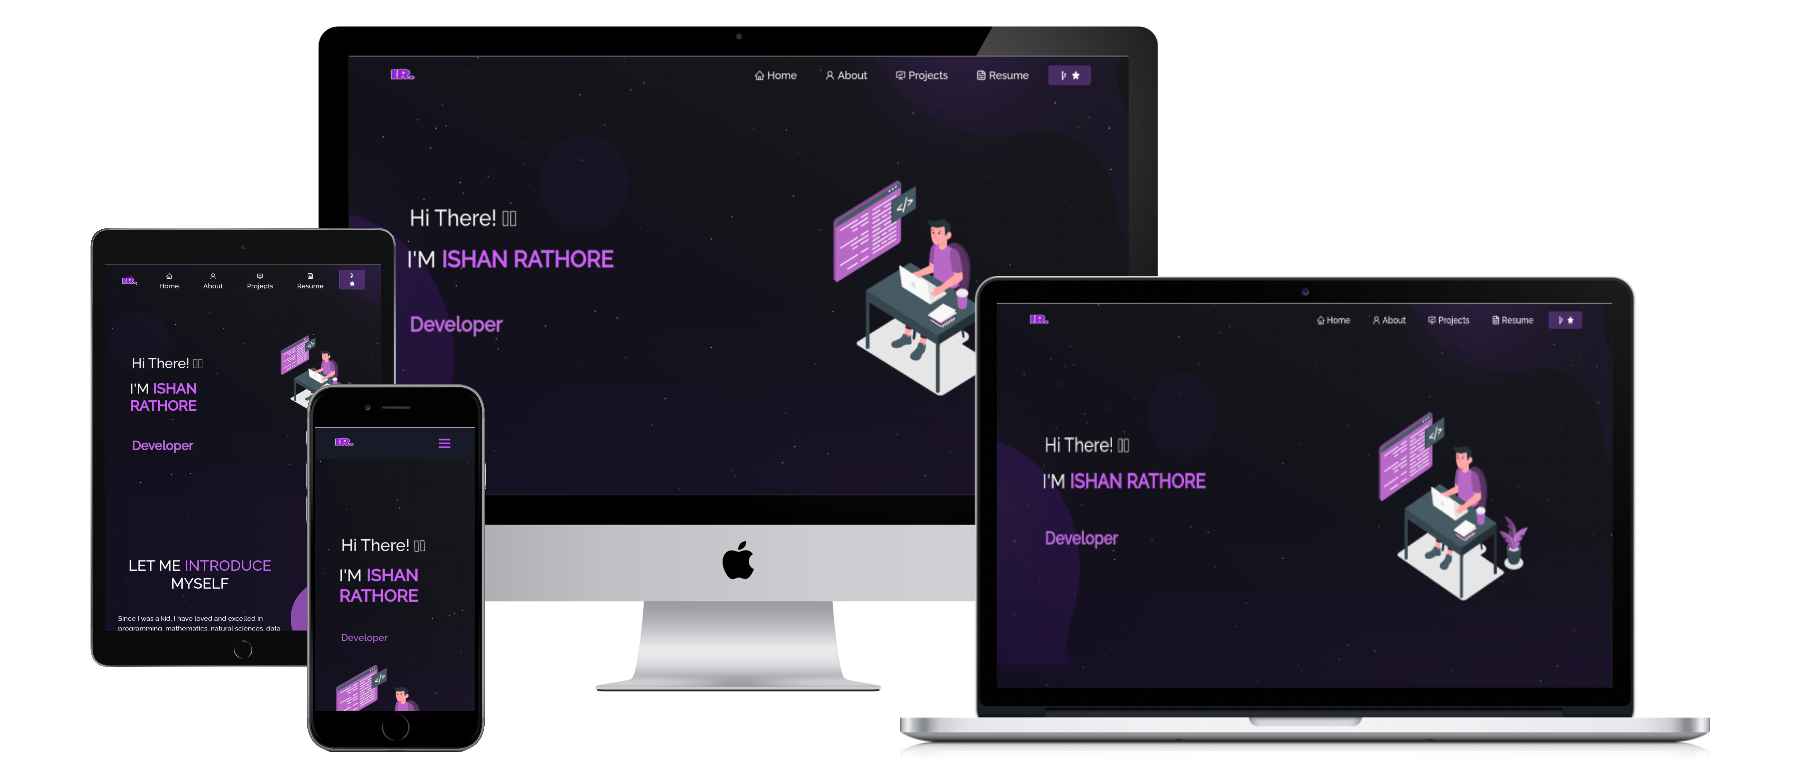 IR.
Home
About
Projects
Resume
Hi There!
I'M ISHAN RATHORE
Developer
</>
IR.
Home
About
Projects
Resume
Hi There!
I'M ISHAN
RATHORE
Developer
LET ME INTRODUCE
MYSELF
Since I was a kid, I have loved and excelled in
programming, mathematics, natural sciences, data
IR.
Hi There!
I'M ISHAN
RATHORE
Developer
</>
IR.
Home
About
Projects
Resume
Hi There!
I'M ISHAN RATHORE
Developer
</>